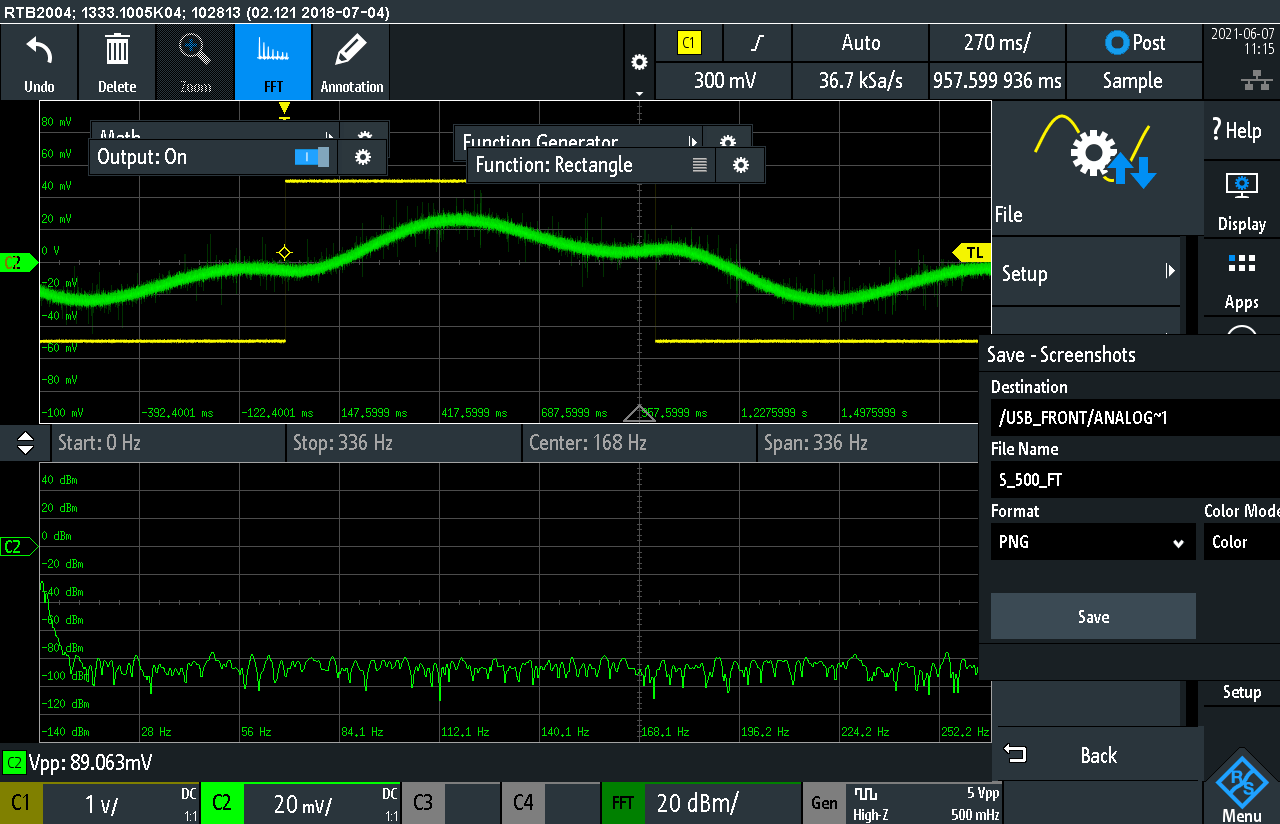 RTB2004; 1333.1005K04; 102813 (02.121 2018-07-04)
Undo
Delete
Zoom
FFT
Annotation
C1
Auto
270 ms/
Post
300 mV
36.7 kSa/s
957.599 936 ms
Sample
2021-06-07
11:15
80 mV
60 mV
40 mV
20 mV
0 V
-20 mV
-40 mV
-60 mV
-80 mV
-100 mV
Math
Output: On
Function Generator
Function: Rectangle
C2
TL
-392.4001 ms
-122.4001 ms
147.5999 ms
417.5999 ms
687.5999 ms
957.5999 ms
1.2275999 s
1.4975999 s
File
Setup
? Help
Display
Apps
Start: 0 Hz
Stop: 336 Hz
Center: 168 Hz
Span: 336 Hz
40 dBm
20 dBm
0 dBm
-20 dBm
-40 dBm
-60 dBm
-80 dBm
-100 dBm
-120 dBm
-140 dBm
C2
28 Hz
56 Hz
84.1 Hz
112.1 Hz
140.1 Hz
168.1 Hz
196.2 Hz
224.2 Hz
252.2 Hz
Save - Screenshots
Destination
/USB_FRONT/ANALOG~1
File Name
S_500_FT
Format
Color Mode
PNG
Color
Save
Setup
Back
Menu
C2 Vpp: 89.063mV
C1
1 V/
DC
1:1
C2
20 mV/
DC
1:1
C3
C4
FFT
20 dBm/
Gen
High-Z
5 Vpp
500 mHz
R&S